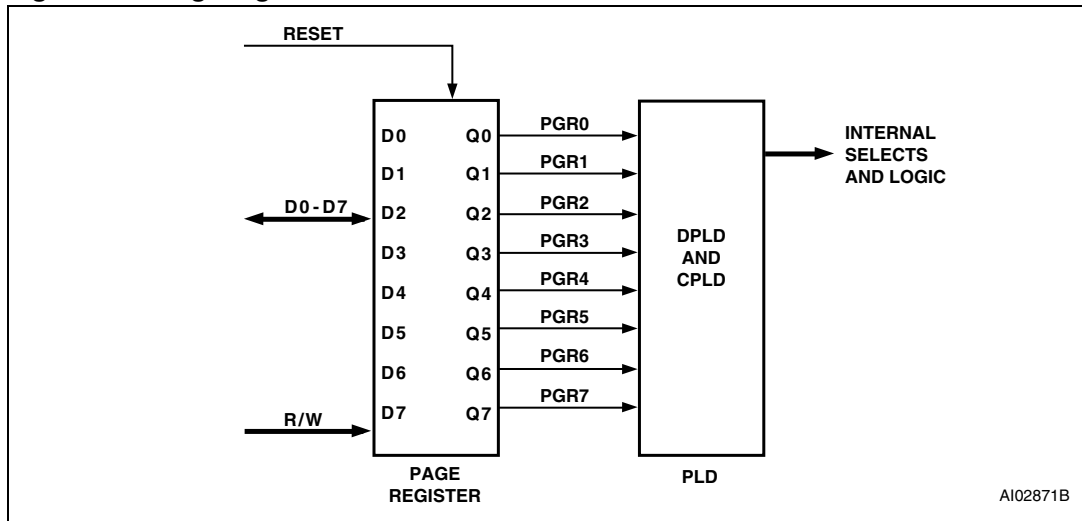 RESET
D0 Q0 PGR0
D1 Q1 PGR1
D0-D7 D2 Q2 PGR2
D3 Q3 PGR3
D4 Q4 PGR4
D5 Q5 PGR5
D6 Q6 PGR6
R/W D7 Q7 PGR7
PAGE
REGISTER
DPLD
AND
CPLD
PLD
INTERNAL
SELECTS
AND LOGIC
AI02871B